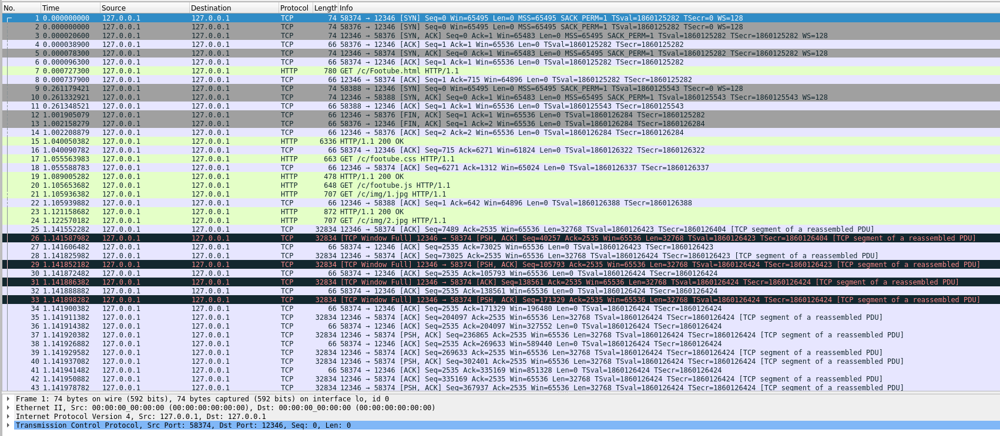 No. Time Source Destination Protocol Length Info
1 0.000000000 127.0.0.1 127.0.0.1 TCP 74 58374 → 12346 [SYN] Seq=0 Win=65495 Len=0 MSS=65495 SACK_PERM=1 TSval=1860125282 TSecr=0 WS=128
2 0.000000000 127.0.0.1 127.0.0.1 TCP 74 58376 → 12346 [SYN] Seq=0 Win=65495 Len=0 MSS=65495 SACK_PERM=1 TSval=1860125282 TSecr=0 WS=128
3 0.000020600 127.0.0.1 127.0.0.1 TCP 74 12346 → 58376 [SYN, ACK] Seq=0 Ack=1 Win=65483 Len=0 MSS=65495 SACK_PERM=1 TSval=1860125282 TSecr=1860125282 WS=128
4 0.000038900 127.0.0.1 127.0.0.1 TCP 66 58376 → 12346 [ACK] Seq=1 Ack=1 Win=65536 Len=0 TSval=1860125282 TSecr=1860125282
5 0.000078300 127.0.0.1 127.0.0.1 TCP 74 12346 → 58374 [SYN, ACK] Seq=0 Ack=1 Win=65483 Len=0 MSS=65495 SACK_PERM=1 TSval=1860125282 TSecr=1860125282 WS=128
6 0.000096300 127.0.0.1 127.0.0.1 TCP 66 58374 → 12346 [ACK] Seq=1 Ack=1 Win=65536 Len=0 TSval=1860125282 TSecr=1860125282
7 0.000727300 127.0.0.1 127.0.0.1 HTTP 780 GET /c/Footube.html HTTP/1.1
8 0.000737900 127.0.0.1 127.0.0.1 TCP 66 12346 → 58374 [ACK] Seq=1 Ack=715 Win=64896 Len=0 TSval=1860125282 TSecr=1860125282
9 0.261179421 127.0.0.1 127.0.0.1 TCP 74 58388 → 12346 [SYN] Seq=0 Win=65495 Len=0 MSS=65495 SACK_PERM=1 TSval=1860125543 TSecr=0 WS=128
10 0.261332921 127.0.0.1 127.0.0.1 TCP 74 12346 → 58388 [SYN, ACK] Seq=0 Ack=1 Win=65483 Len=0 MSS=65495 SACK_PERM=1 TSval=1860125543 TSecr=1860125543 WS=128
11 0.261348521 127.0.0.1 127.0.0.1 TCP 66 58388 → 12346 [ACK] Seq=1 Ack=1 Win=65536 Len=0 TSval=1860125543 TSecr=1860125543
12 1.001905079 127.0.0.1 127.0.0.1 TCP 66 12346 → 58376 [FIN, ACK] Seq=1 Ack=1 Win=65536 Len=0 TSval=1860126284 TSecr=1860125282
13 1.002158279 127.0.0.1 127.0.0.1 TCP 66 58376 → 12346 [FIN, ACK] Seq=1 Ack=2 Win=65536 Len=0 TSval=1860126284 TSecr=1860126284
14 1.002208879 127.0.0.1 127.0.0.1 TCP 66 12346 → 58376 [ACK] Seq=2 Ack=2 Win=65536 Len=0 TSval=1860126284 TSecr=1860126284
15 1.040050382 127.0.0.1 127.0.0.1 HTTP 6336 HTTP/1.1 200 OK
16 1.040090782 127.0.0.1 127.0.0.1 TCP 66 58374 → 12346 [ACK] Seq=715 Ack=6271 Win=61824 Len=0 TSval=1860126322 TSecr=1860126322
17 1.055563983 127.0.0.1 127.0.0.1 HTTP 663 GET /c/footube.css HTTP/1.1
18 1.055588783 127.0.0.1 127.0.0.1 TCP 66 12346 → 58374 [ACK] Seq=6271 Ack=1312 Win=65024 Len=0 TSval=1860126337 TSecr=1860126337
19 1.089005282 127.0.0.1 127.0.0.1 HTTP 478 HTTP/1.1 200 OK
20 1.105653682 127.0.0.1 127.0.0.1 HTTP 648 GET /c/footube.js HTTP/1.1
21 1.105936382 127.0.0.1 127.0.0.1 HTTP 707 GET /c/img/1.jpg HTTP/1.1
22 1.105939882 127.0.0.1 127.0.0.1 TCP 66 12346 → 58388 [ACK] Seq=1 Ack=642 Win=64896 Len=0 TSval=1860126388 TSecr=1860126388
23 1.121158682 127.0.0.1 127.0.0.1 HTTP 872 HTTP/1.1 200 OK
24 1.122570182 127.0.0.1 127.0.0.1 HTTP 707 GET /c/img/2.jpg HTTP/1.1
25 1.141552282 127.0.0.1 127.0.0.1 TCP 32834 12346 → 58374 [ACK] Seq=7489 Ack=2535 Win=65536 Len=32768 TSval=1860126423 TSecr=1860126404 [TCP segment of a reassembled PDU]
26 1.141587982 127.0.0.1 127.0.0.1 TCP 32834 [TCP Window Full] 12346 → 58374 [PSH, ACK] Seq=40257 Ack=2535 Win=65536 Len=32768 TSval=1860126423 TSecr=1860126404 [TCP segment of a reassembled PDU]
27 1.141606482 127.0.0.1 127.0.0.1 TCP 66 58374 → 12346 [ACK] Seq=2535 Ack=73025 Win=65536 Len=0 TSval=1860126423 TSecr=1860126423
28 1.141825982 127.0.0.1 127.0.0.1 TCP 32834 12346 → 58374 [ACK] Seq=73025 Ack=2535 Win=65536 Len=32768 TSval=1860126424 TSecr=1860126423 [TCP segment of a reassembled PDU]
29 1.141852182 127.0.0.1 127.0.0.1 TCP 32834 [TCP Window Full] 12346 → 58374 [PSH, ACK] Seq=105793 Ack=2535 Win=65536 Len=32768 TSval=1860126424 TSecr=1860126423 [TCP segment of a reassembled PDU]
30 1.141872482 127.0.0.1 127.0.0.1 TCP 66 58374 → 12346 [ACK] Seq=2535 Ack=105793 Win=65536 Len=0 TSval=1860126424 TSecr=1860126424
31 1.141886382 127.0.0.1 127.0.0.1 TCP 32834 [TCP Window Full] 12346 → 58374 [ACK] Seq=138561 Ack=2535 Win=65536 Len=32768 TSval=1860126424 TSecr=1860126424 [TCP segment of a reassembled PDU]
32 1.141888882 127.0.0.1 127.0.0.1 TCP 66 58374 → 12346 [ACK] Seq=2535 Ack=138561 Win=65536 Len=0 TSval=1860126424 TSecr=1860126424
33 1.141898282 127.0.0.1 127.0.0.1 TCP 32834 [TCP Window Full] 12346 → 58374 [PSH, ACK] Seq=171329 Ack=2535 Win=65536 Len=32768 TSval=1860126424 TSecr=1860126424 [TCP segment of a reassembled PDU]
34 1.141900382 127.0.0.1 127.0.0.1 TCP 66 58374 → 12346 [ACK] Seq=2535 Ack=171329 Win=196480 Len=0 TSval=1860126424 TSecr=1860126424
35 1.141911382 127.0.0.1 127.0.0.1 TCP 32834 12346 → 58374 [ACK] Seq=204097 Ack=2535 Win=65536 Len=32768 TSval=1860126424 TSecr=1860126424 [TCP segment of a reassembled PDU]
36 1.141914382 127.0.0.1 127.0.0.1 TCP 66 58374 → 12346 [ACK] Seq=2535 Ack=204097 Win=327552 Len=0 TSval=1860126424 TSecr=1860126424
37 1.141920382 127.0.0.1 127.0.0.1 TCP 32834 12346 → 58374 [PSH, ACK] Seq=236865 Ack=2535 Win=65536 Len=32768 TSval=1860126424 TSecr=1860126424 [TCP segment of a reassembled PDU]
38 1.141926882 127.0.0.1 127.0.0.1 TCP 66 58374 → 12346 [ACK] Seq=2535 Ack=269633 Win=589440 Len=0 TSval=1860126424 TSecr=1860126424
39 1.141929582 127.0.0.1 127.0.0.1 TCP 32834 12346 → 58374 [ACK] Seq=269633 Ack=2535 Win=65536 Len=32768 TSval=1860126424 TSecr=1860126424 [TCP segment of a reassembled PDU]
40 1.141937082 127.0.0.1 127.0.0.1 TCP 32834 12346 → 58374 [PSH, ACK] Seq=302401 Ack=2535 Win=65536 Len=32768 TSval=1860126424 TSecr=1860126424 [TCP segment of a reassembled PDU]
41 1.141941482 127.0.0.1 127.0.0.1 TCP 66 58374 → 12346 [ACK] Seq=2535 Ack=335169 Win=851328 Len=0 TSval=1860126424 TSecr=1860126424
42 1.141950882 127.0.0.1 127.0.0.1 TCP 32834 12346 → 58374 [ACK] Seq=335169 Ack=2535 Win=65536 Len=32768 TSval=1860126424 TSecr=1860126424 [TCP segment of a reassembled PDU]
43 1.141978782 127.0.0.1 127.0.0.1 TCP 32834 12346 → 58374 [PSH, ACK] Seq=367937 Ack=2535 Win=65536 Len=32768 TSval=1860126424 TSecr=1860126424 [TCP segment of a reassembled PDU]
Frame 1: 74 bytes on wire (592 bits), 74 bytes captured (592 bits) on interface lo, id 0
Ethernet II, Src: 00:00:00_00:00:00 (00:00:00:00:00:00), Dst: 00:00:00_00:00:00 (00:00:00:00:00:00)
Internet Protocol Version 4, Src: 127.0.0.1, Dst: 127.0.0.1
Transmission Control Protocol, Src Port: 58374, Dst Port: 12346, Seq: 0, Len: 0